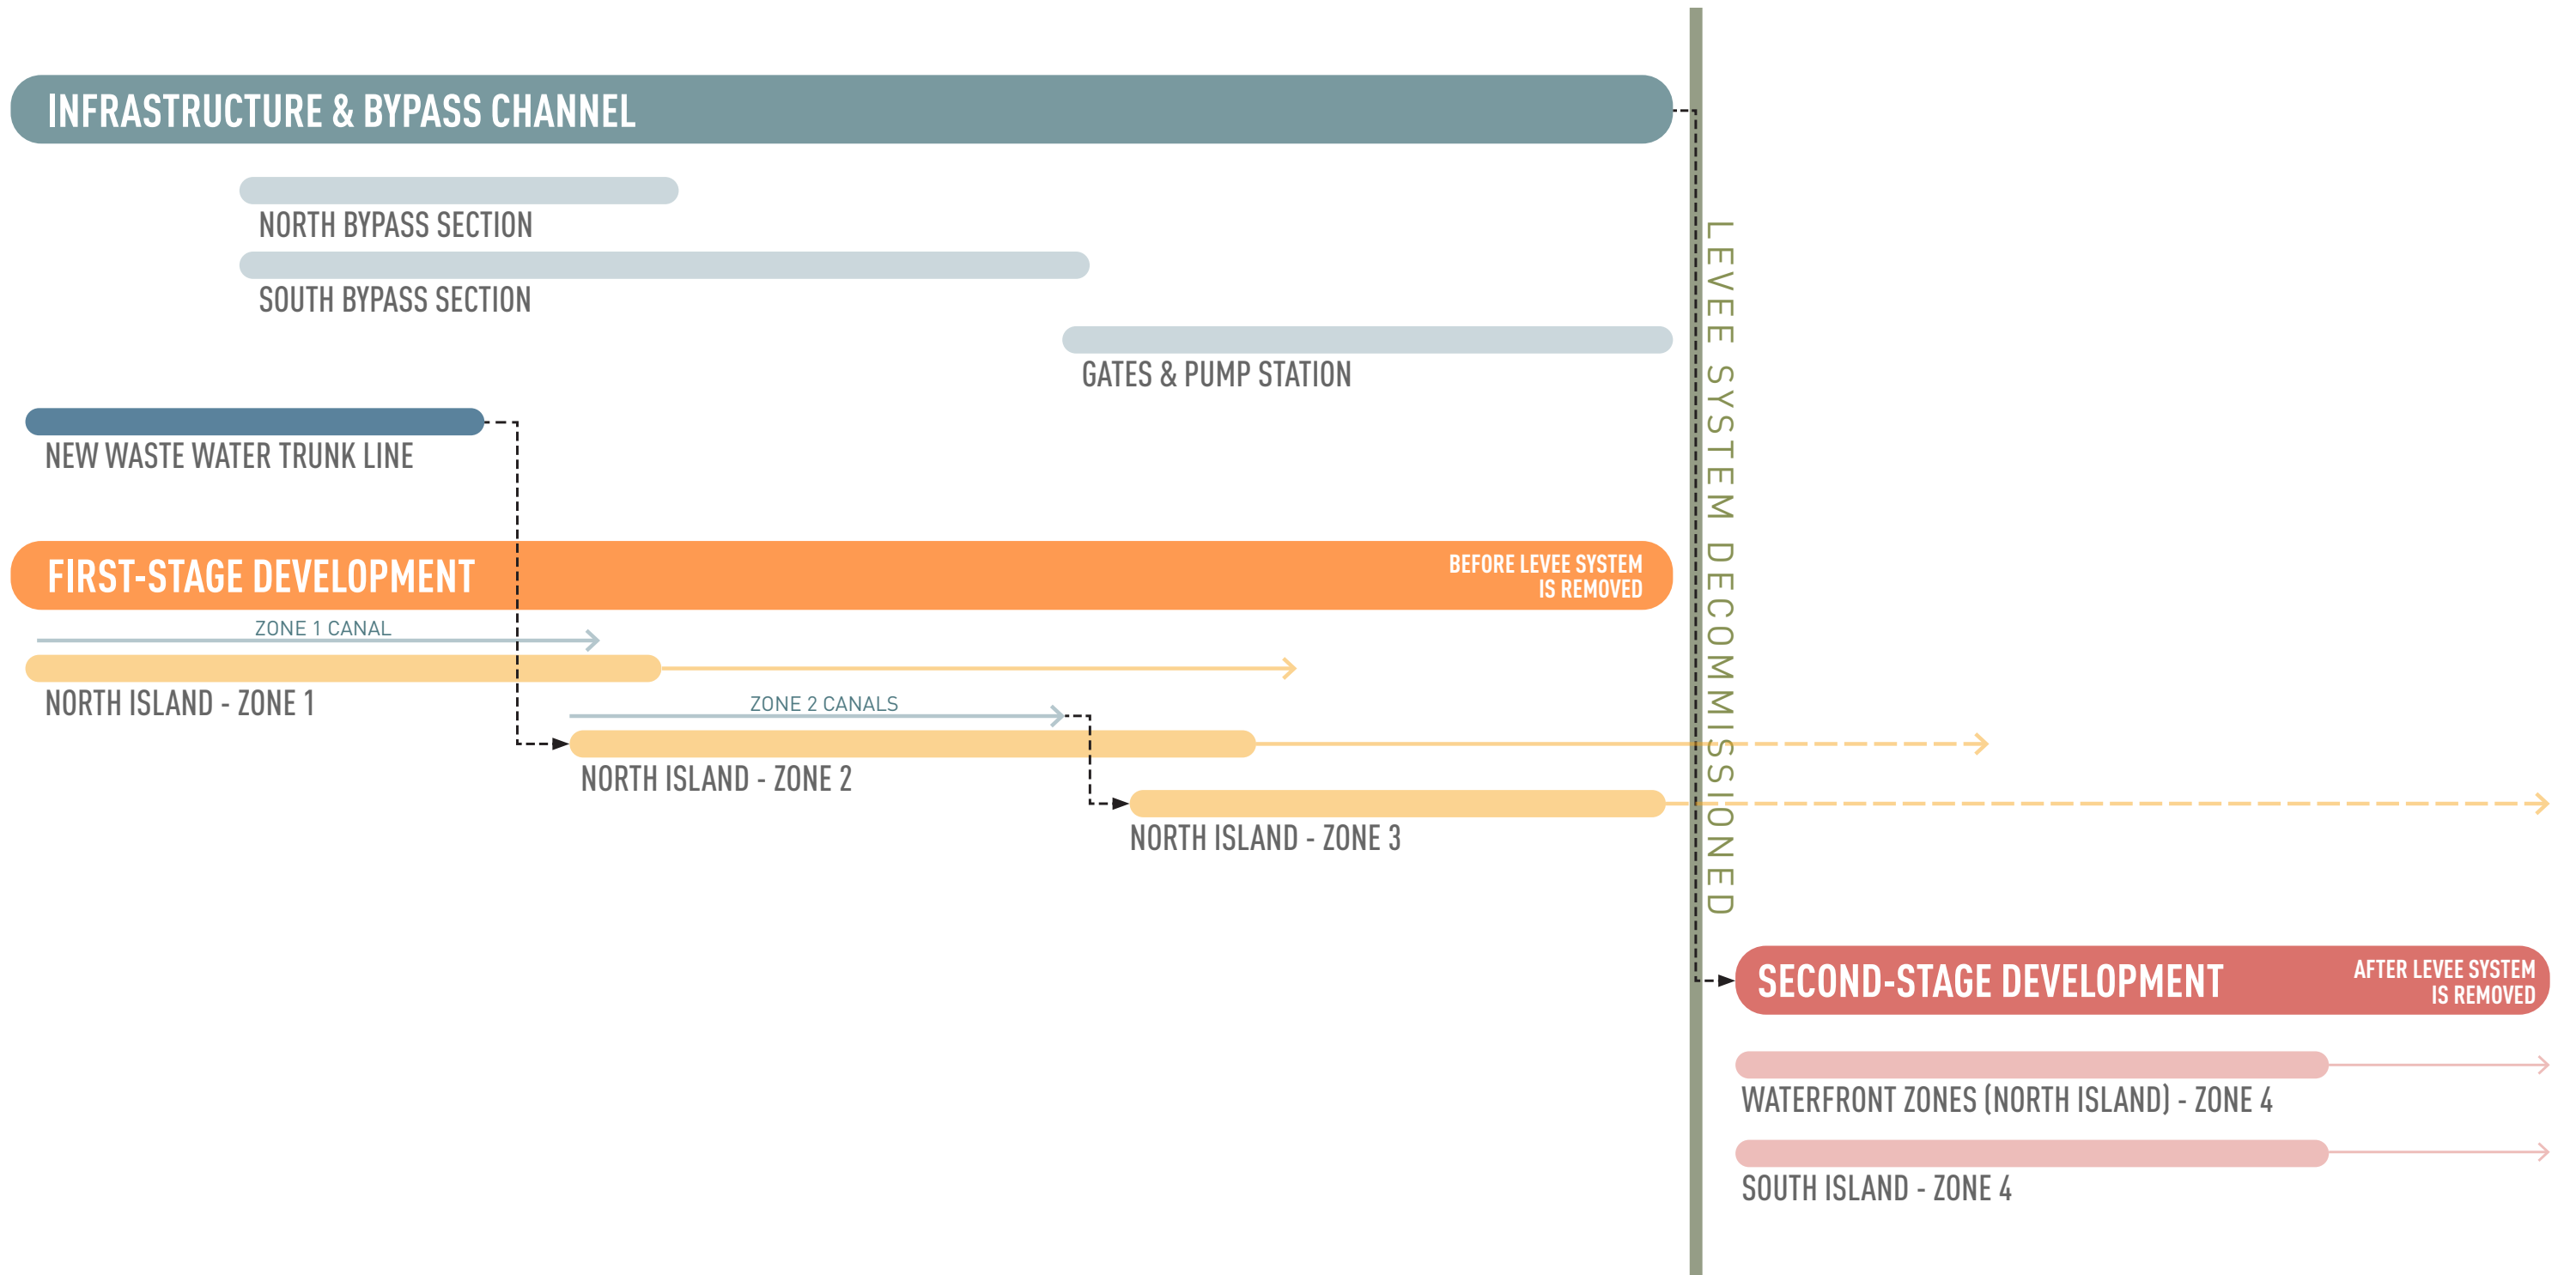 INFRASTRUCTURE & BYPASS CHANNEL
NORTH BYPASS SECTION
SOUTH BYPASS SECTION
GATES & PUMP STATION
NEW WASTE WATER TRUNK LINE
LEVEE SYSTEM DECOMMISSIONED
FIRST-STAGE DEVELOPMENT
BEFORE LEVEE SYSTEM
IS REMOVED
ZONE 1 CANAL
NORTH ISLAND - ZONE 1
ZONE 2 CANALS
NORTH ISLAND - ZONE 2
NORTH ISLAND - ZONE 3
SECOND-STAGE DEVELOPMENT
AFTER LEVEE SYSTEM
IS REMOVED
WATERFRONT ZONES (NORTH ISLAND) - ZONE 4
SOUTH ISLAND - ZONE 4